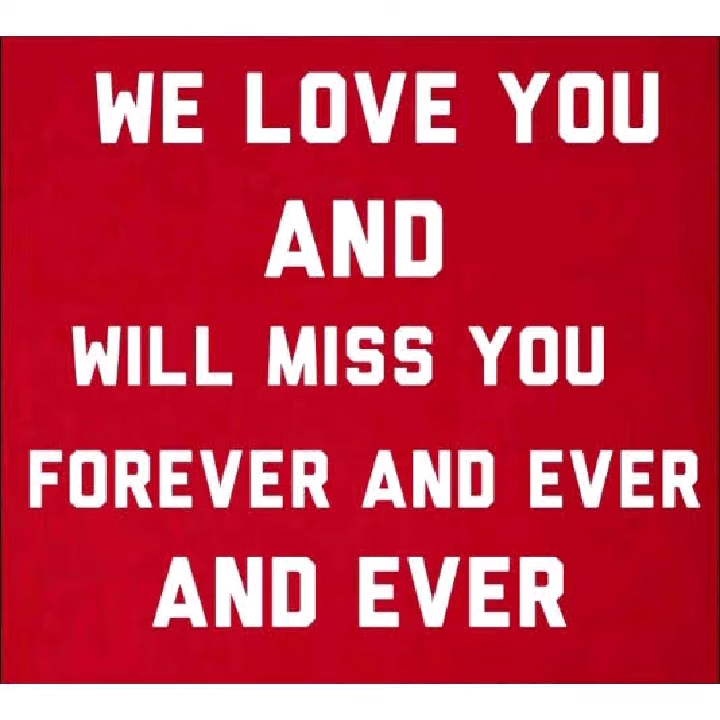 WE LOVE YOU
AND
WILL MISS YOU
FOREVER AND EVER
AND EVER